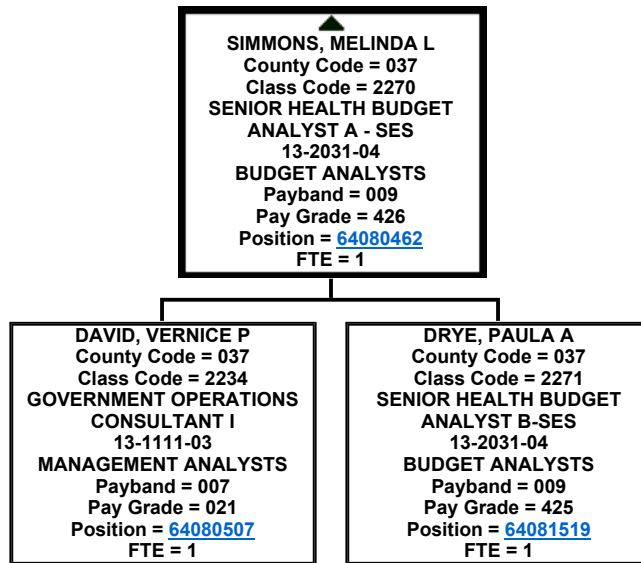 SIMMONS, MELINDA L
County Code = 037
Class Code = 2270
SENIOR HEALTH BUDGET
ANALYST A - SES
13-2031-04
BUDGET ANALYSTS
Payband = 009
Pay Grade = 426
Position = 64080462
FTE = 1
DAVID, VERNICE P
County Code = 037
Class Code = 2234
GOVERNMENT OPERATIONS
CONSULTANT I
13-1111-03
MANAGEMENT ANALYSTS
Payband = 007
Pay Grade = 021
Position = 64080507
FTE = 1
DRYE, PAULA A
County Code = 037
Class Code = 2271
SENIOR HEALTH BUDGET
ANALYST B-SES
13-2031-04
BUDGET ANALYSTS
Payband = 009
Pay Grade = 425
Position = 64081519
FTE = 1